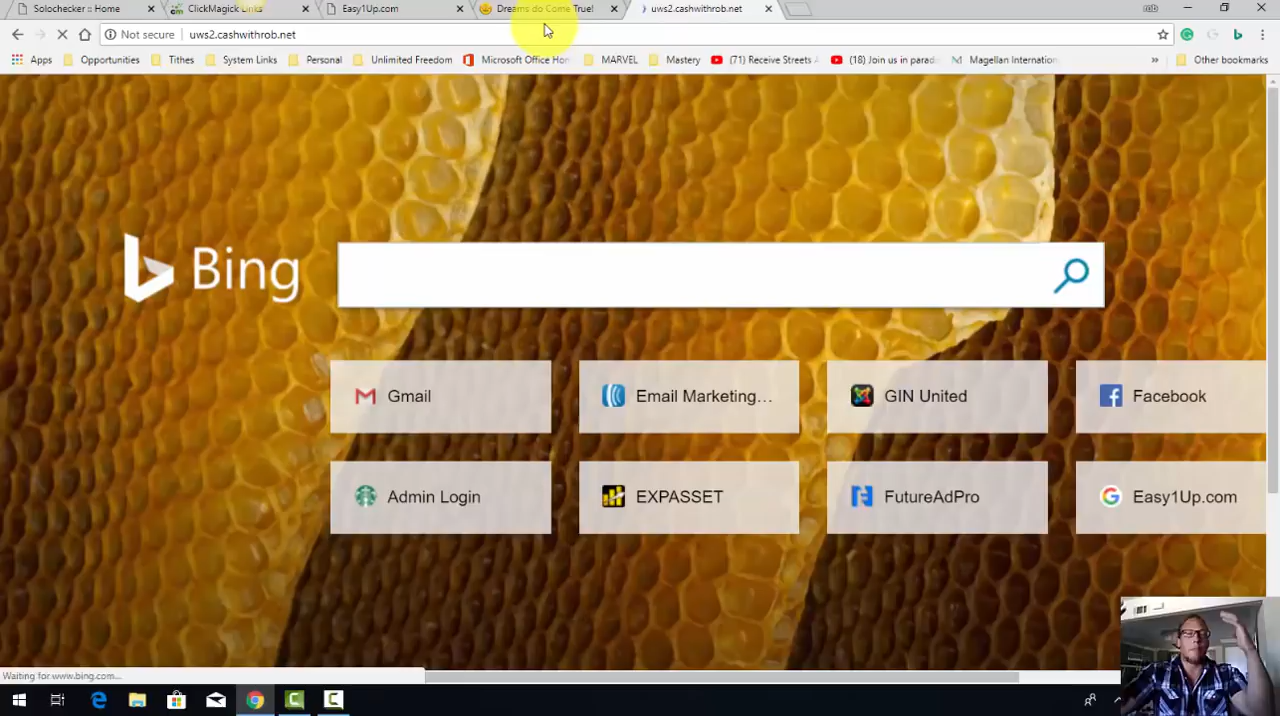 Solochecker :: Home
ClickMagick Links
Easy1Up.com
Dreams do Come True!
uws2.cashwithrob.net
rob
Not secure
uws2.cashwithrob.net
Apps
Opportunities
Tithes
System Links
Personal
Unlimited Freedom
Microsoft Office Hom
MARVEL
Mastery
(71) Receive Streets A
(18) Join us in parad
Magellan Internation
»
Other bookmarks
Bing
Gmail
Email Marketing...
GIN United
Facebook
Admin Login
EXPASSET
FutureAdPro
Easy1Up.com
Waiting for www.bing.com...